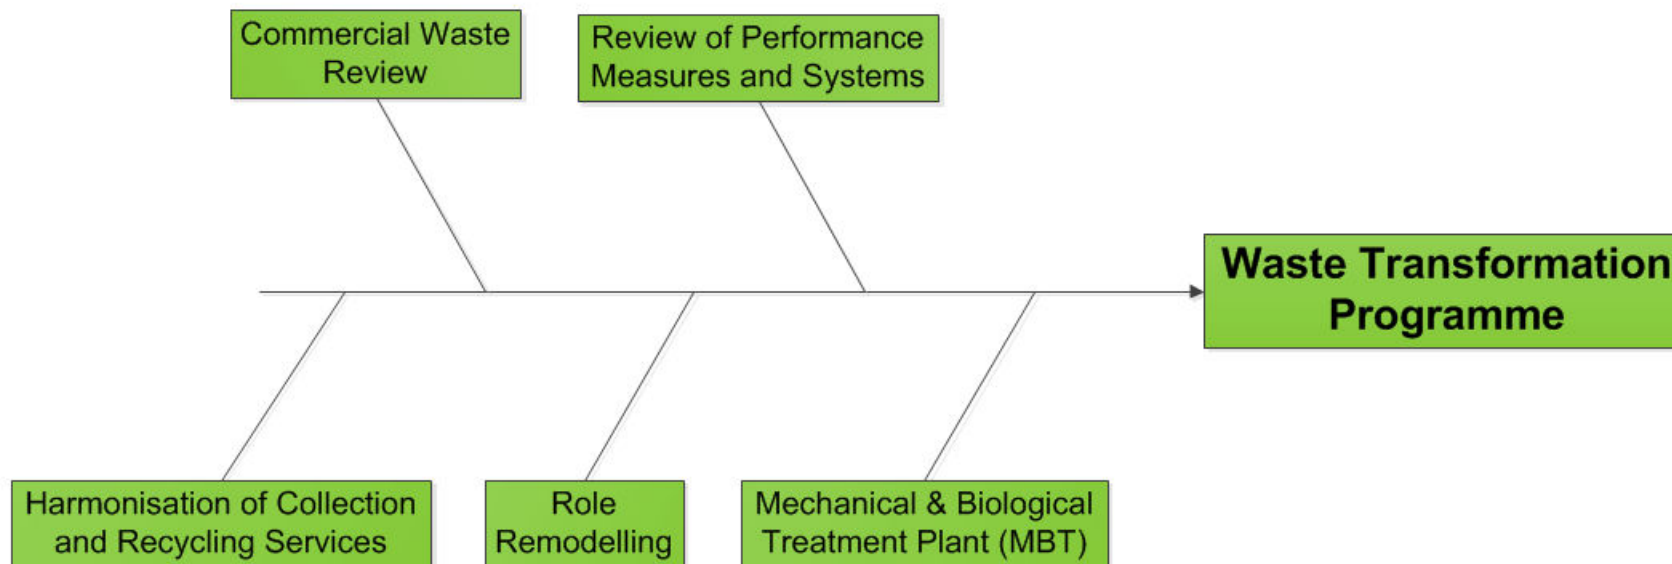 Commercial Waste
Review
Review of Performance
Measures and Systems
Waste Transformation
Programme
Harmonisation of Collection
and Recycling Services
Role
Remodelling
Mechanical & Biological
Treatment Plant (MBT)